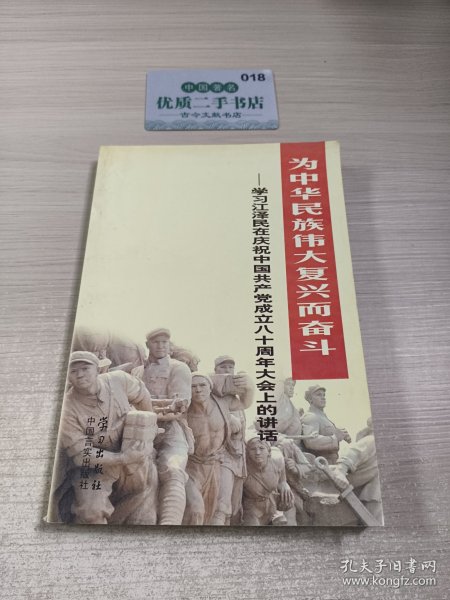 018
中国著名
优质二手书店
古今文献书店
为中华民族伟大复兴而奋斗
——学习江泽民在庆祝中国共产党成立八十周年大会上的讲话
学习出版社
中国言实出版社
孔夫子旧书网
www.kongfz.com